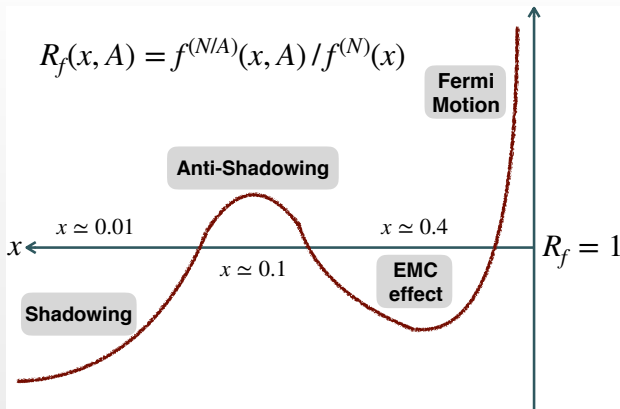 R_f(x, A) = f^{(N/A)}(x, A)/f^{(N)}(x)
Fermi
Motion
Anti-Shadowing
x ≃ 0.01
x ≃ 0.4
x
R_f = 1
x ≃ 0.1
EMC
effect
Shadowing